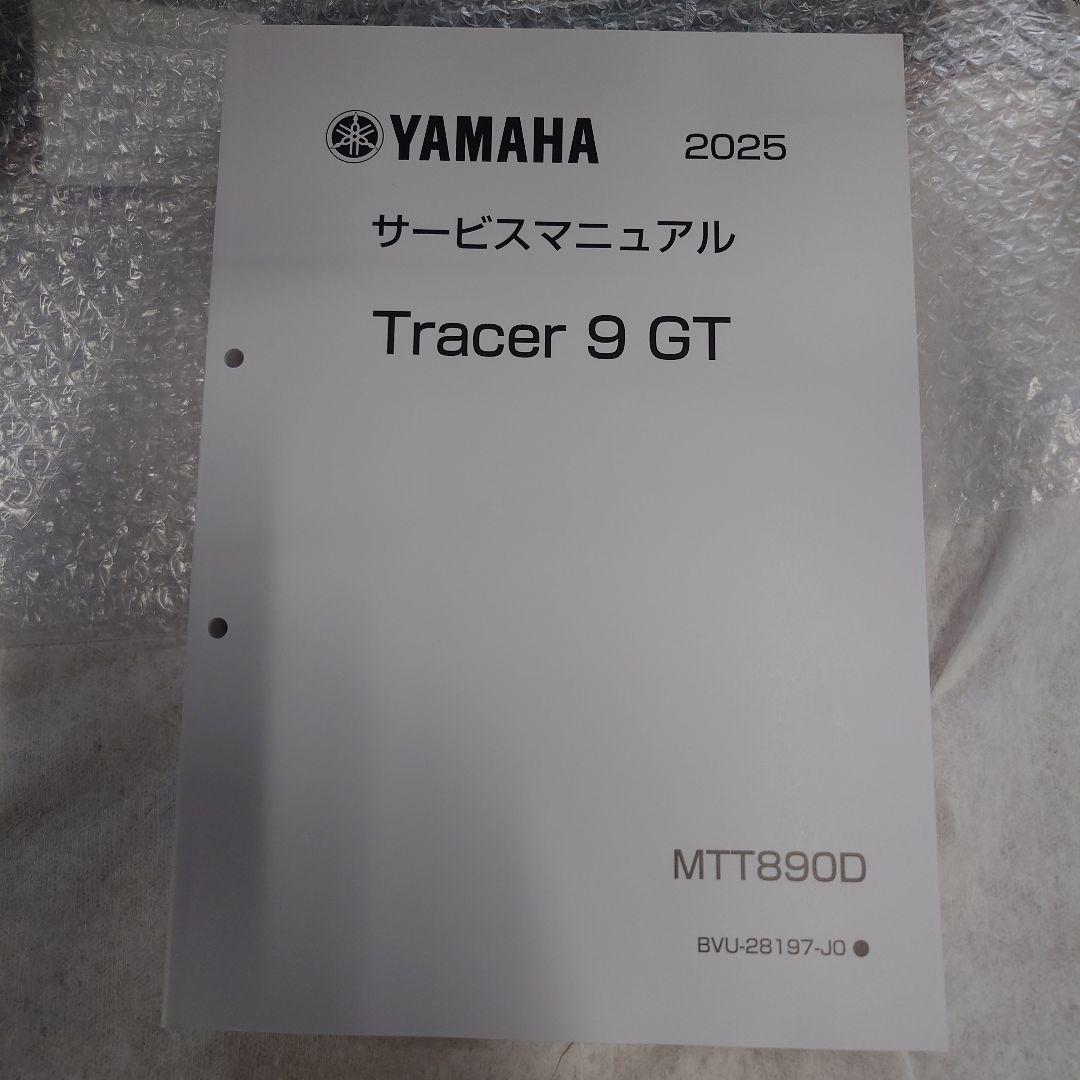 YAMAHA 2025
サービスマニュアル
Tracer 9 GT
MTT890D
BVU-28197-J0●